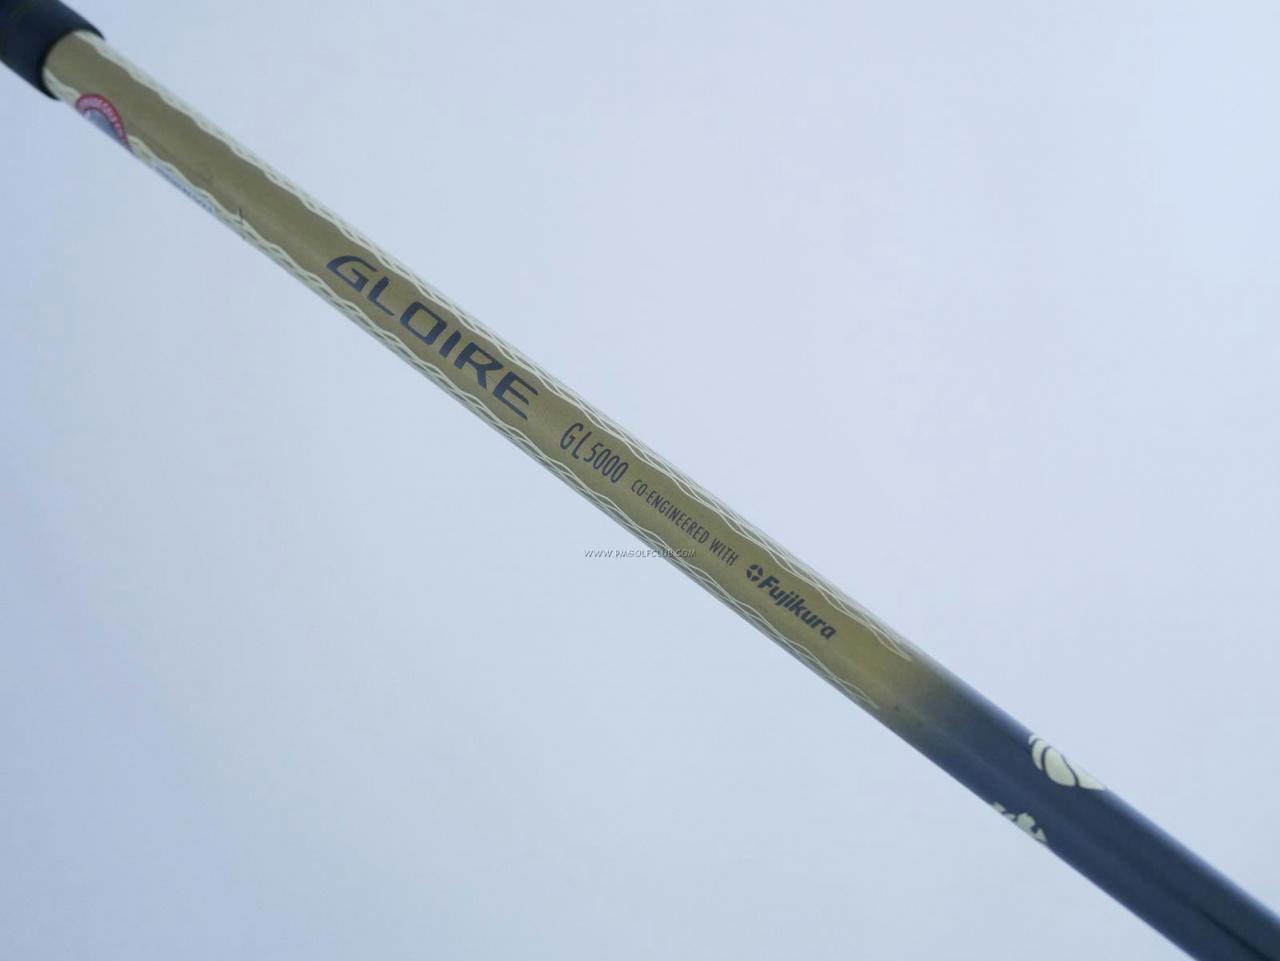 GLOIRE GL5000 CO-ENGINEERED WITH Fujikura
WWW.PMGOLFCLUB.COM